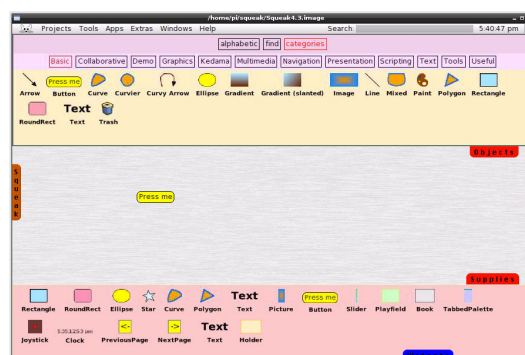 /home/pi/squeak/Squeak4.3.image
Projects Tools Apps Extras Windows Help Search: 5:40:47 pm
alphabetic find categories
Basic Collaborative Demo Graphics Kedama Multimedia Navigation Presentation Scripting Text Tools Useful
Press me
Arrow Button Curve Curvier Curvy Arrow Ellipse Gradient Gradient (slanted) Image Line Mixed Paint Polygon Rectangle
Text
RoundRect Text Trash
Objects
Squeak
Press me
Supplies
Text Press me
Rectangle RoundRect Ellipse Star Curve Polygon Text Picture Button Slider Playfield Book TabbedPalette
<- -> Text
Joystick Clock PreviousPage NextPage Text Holder